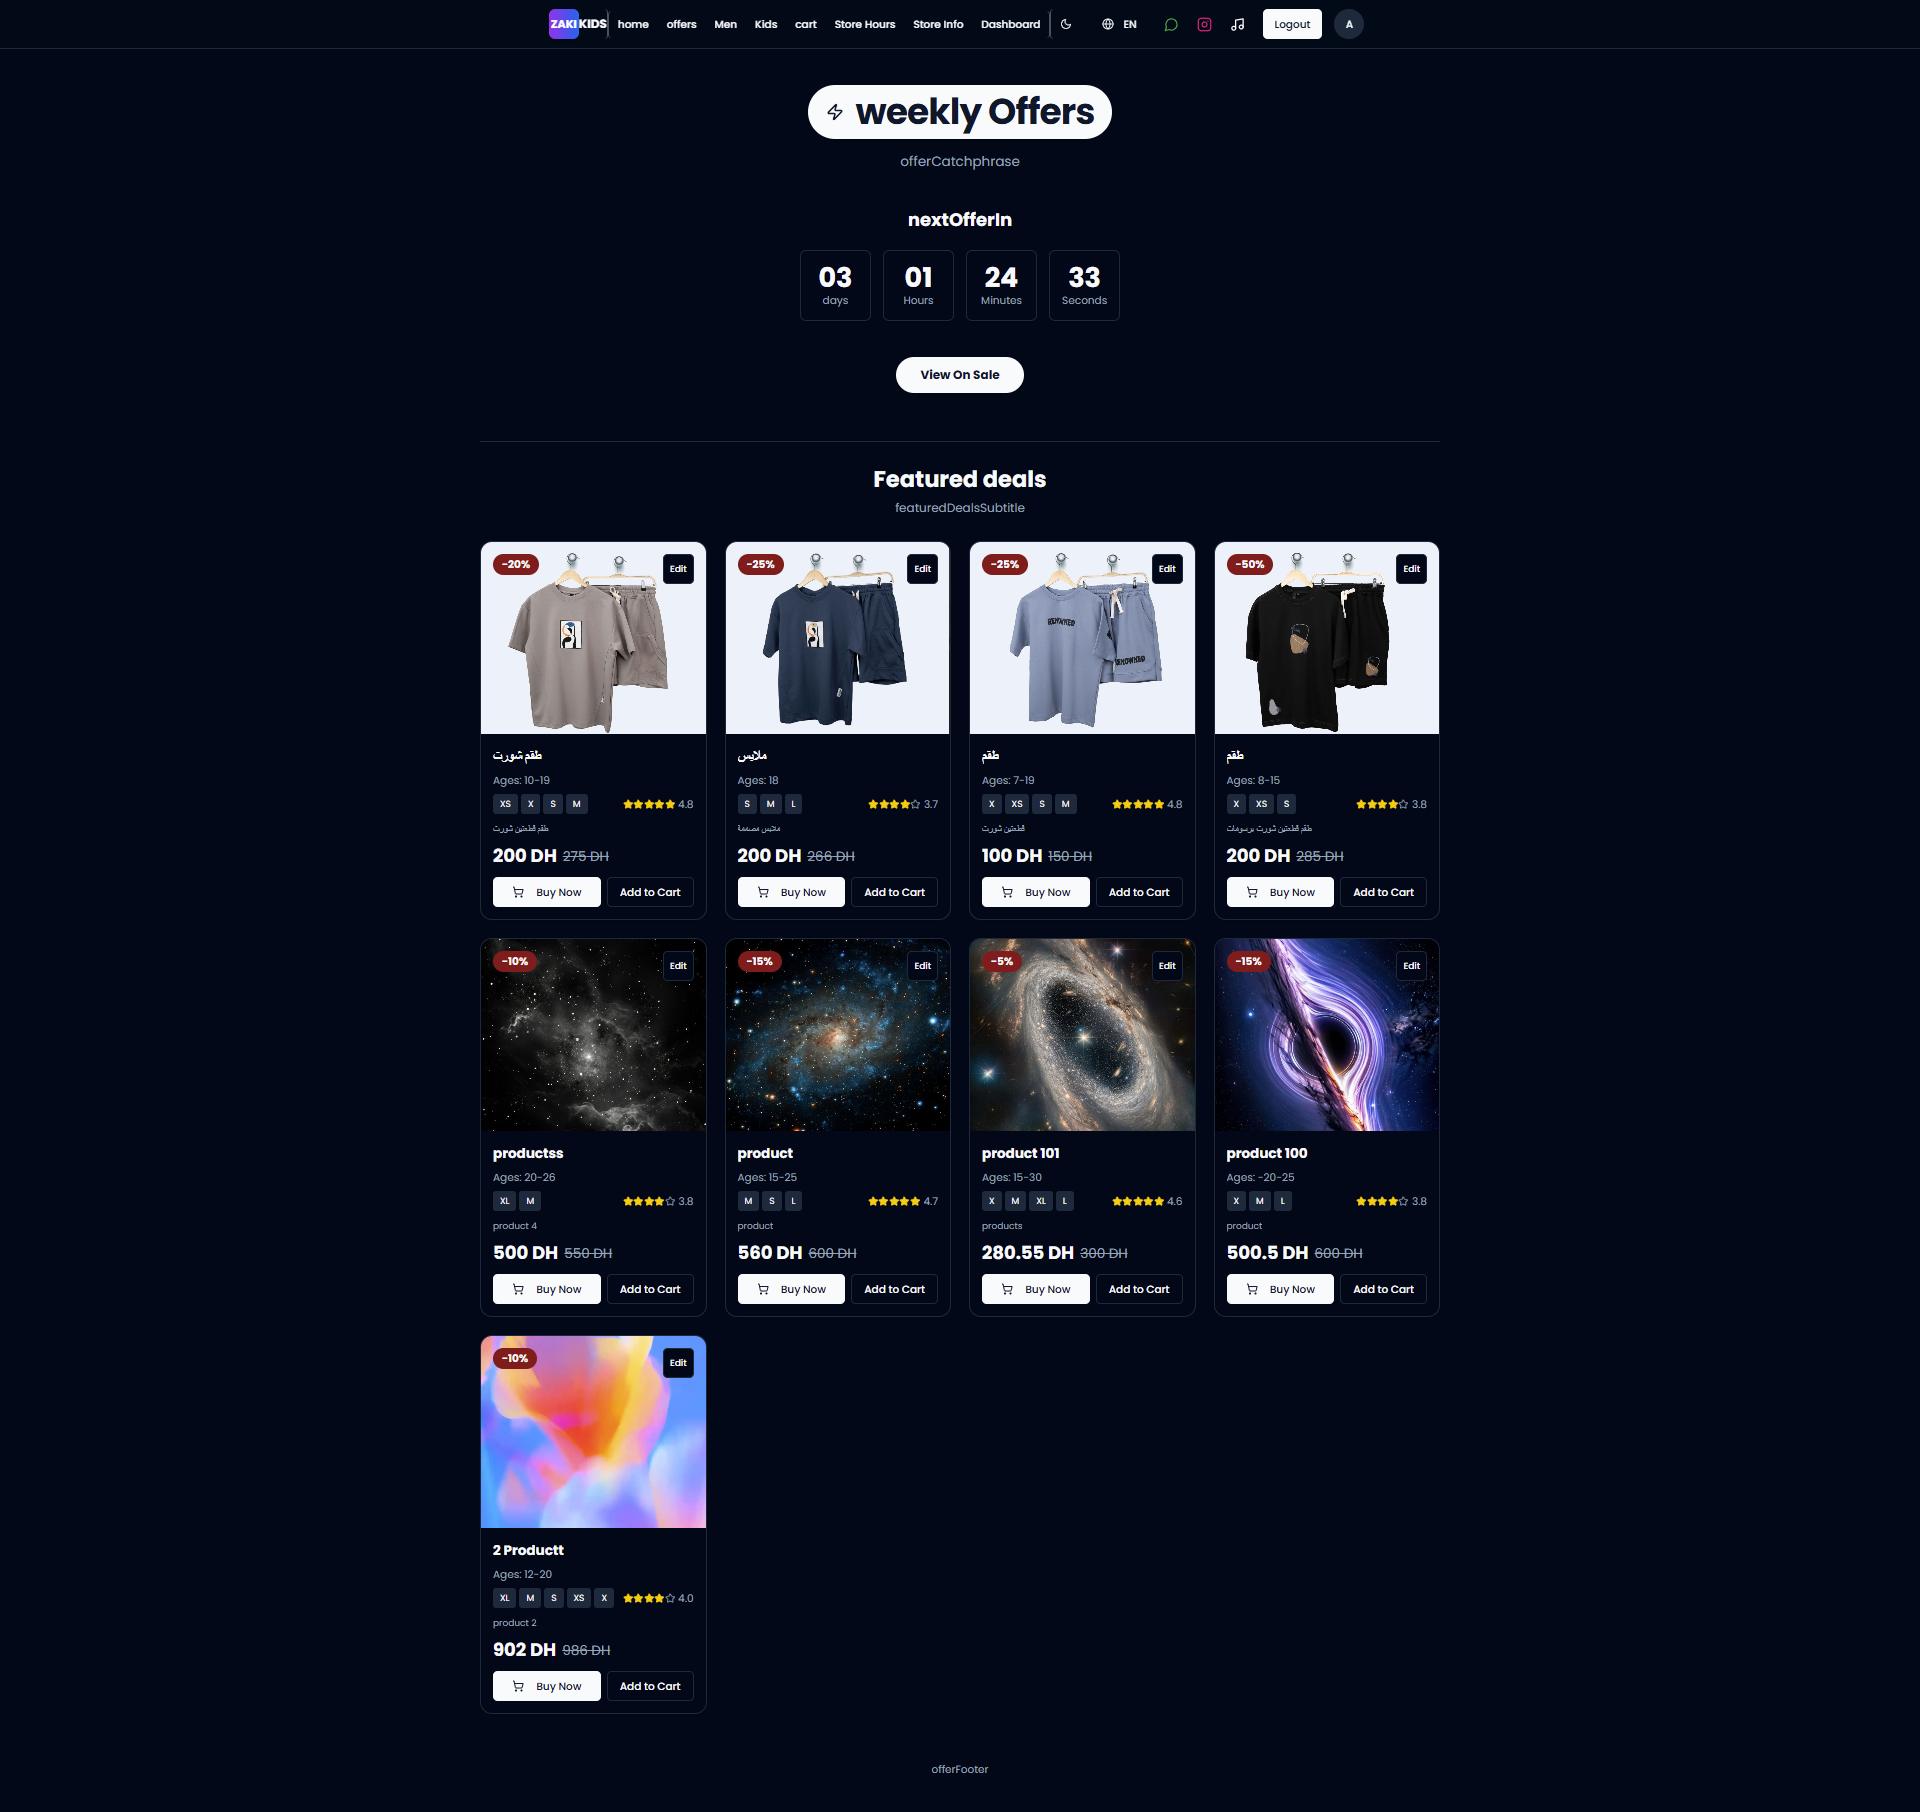 ZAKI KIDS home offers Men Kids cart Store Hours Store Info Dashboard EN Logout A
weekly Offers
offerCatchphrase
nextOfferIn
03 01 24 33
days Hours Minutes Seconds
View On Sale
Featured deals
featuredDealsSubtitle
-20% Edit
طقم شورت
Ages: 10-19
XS X S M 4.8
طقم قطعتين شورت
200 DH 275 DH
Buy Now Add to Cart
-25% Edit
ملابس
Ages: 18
S M L 3.7
ملابس مصممة
200 DH 266 DH
Buy Now Add to Cart
-25% Edit
RENOWNED
RENOWNED
طقم
Ages: 7-19
X XS S M 4.8
قطعتين شورت
100 DH 150 DH
Buy Now Add to Cart
-50% Edit
طقم
Ages: 8-15
X XS S 3.8
طقم قطعتين شورت برسومات
200 DH 285 DH
Buy Now Add to Cart
-10% Edit
productss
Ages: 20-26
XL M 3.8
product 4
500 DH 550 DH
Buy Now Add to Cart
-15% Edit
product
Ages: 15-25
M S L 4.7
product
560 DH 600 DH
Buy Now Add to Cart
-5% Edit
product 101
Ages: 15-30
X M XL L 4.6
products
280.55 DH 300 DH
Buy Now Add to Cart
-15% Edit
product 100
Ages: -20-25
X M L 3.8
product
500.5 DH 600 DH
Buy Now Add to Cart
-10% Edit
2 Productt
Ages: 12-20
XL M S XS X 4.0
product 2
902 DH 986 DH
Buy Now Add to Cart
offerFooter